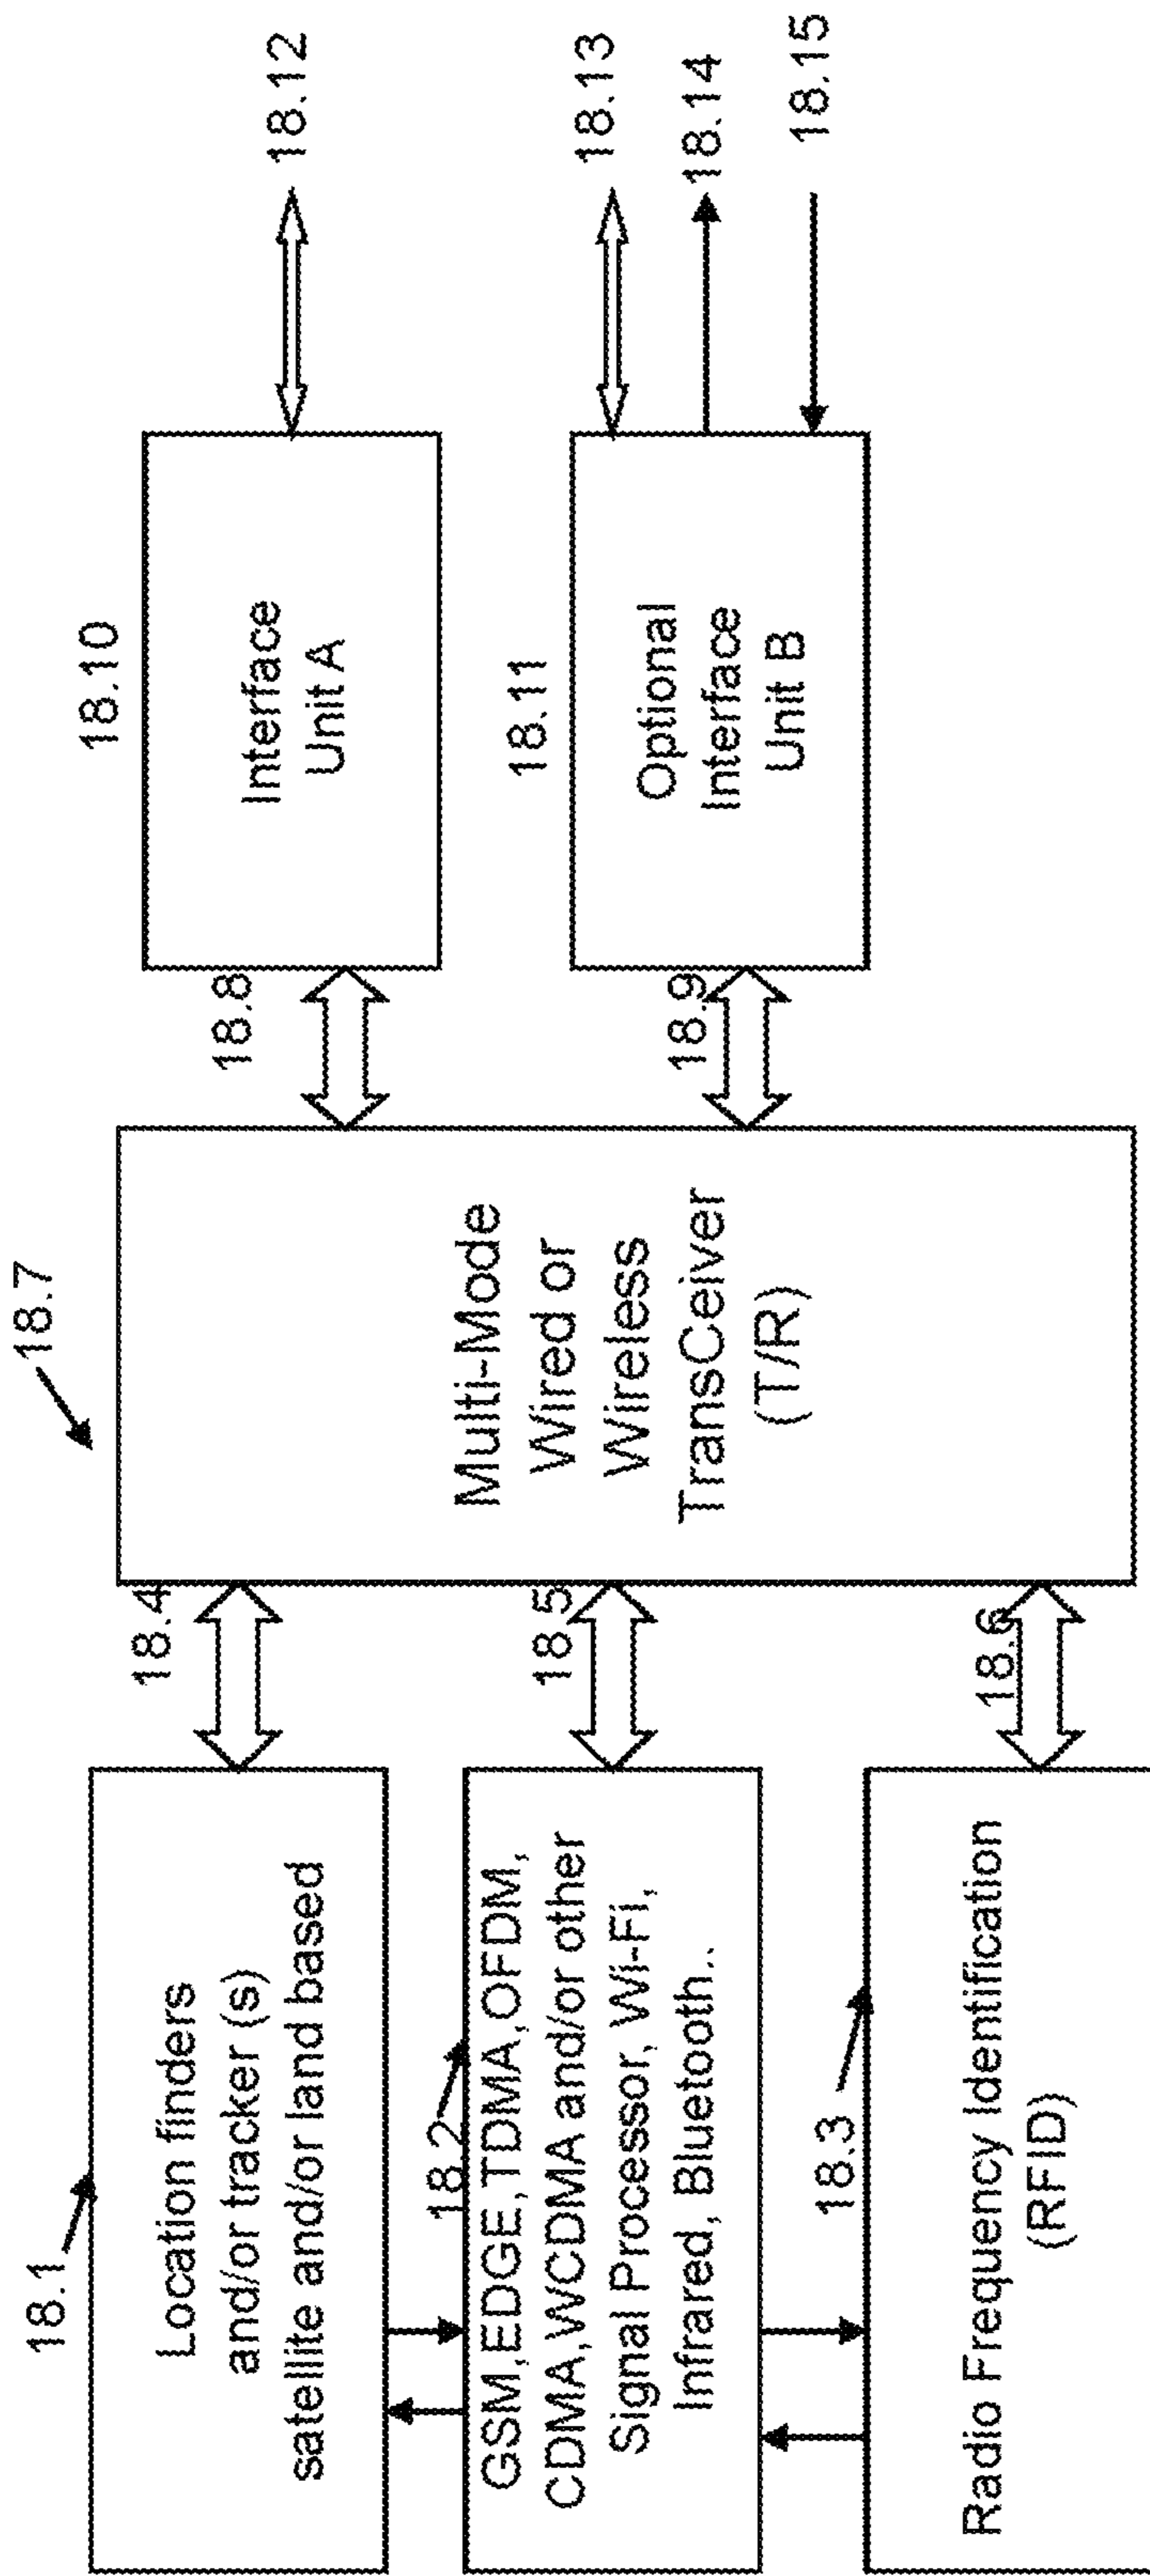 18.1
Location finders
and/or tracker (s)
satellite and/or land based
18.2
GSM,EDGE,TDMA,OFDM,
CDMA,WCDMA and/or other
Signal Processor, Wi-Fi,
Infrared, Bluetooth..
18.3
Radio Frequency Identification
(RFID)
18.4
18.5
18.6
18.7
Multi-Mode
Wired or
Wireless
TransCeiver
(T/R)
18.8
18.9
18.10
Interface
Unit A
18.11
Optional
Interface
Unit B
18.12
18.13
18.14
18.15